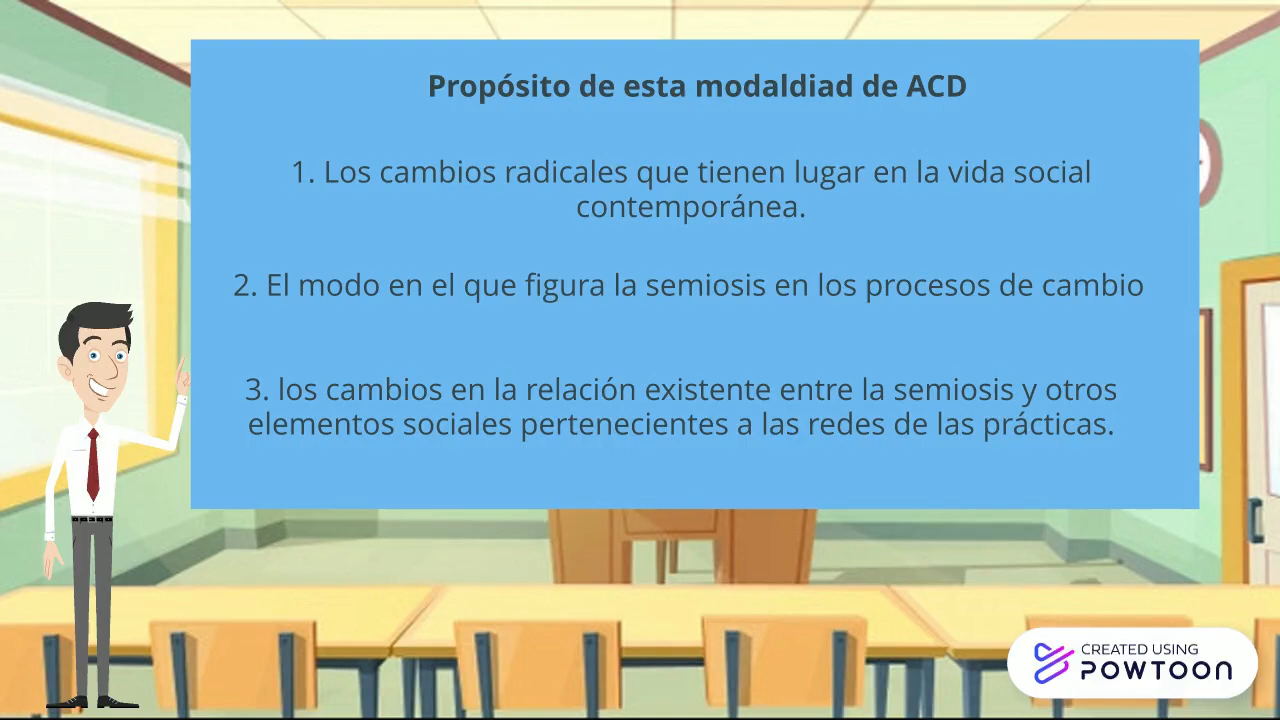 Propósito de esta modaldiad de ACD
1. Los cambios radicales que tienen lugar en la vida social
contemporánea.
2. El modo en el que figura la semiosis en los procesos de cambio
3. los cambios en la relación existente entre la semiosis y otros
elementos sociales pertenecientes a las redes de las prácticas.
CREATED USING
POWTOON